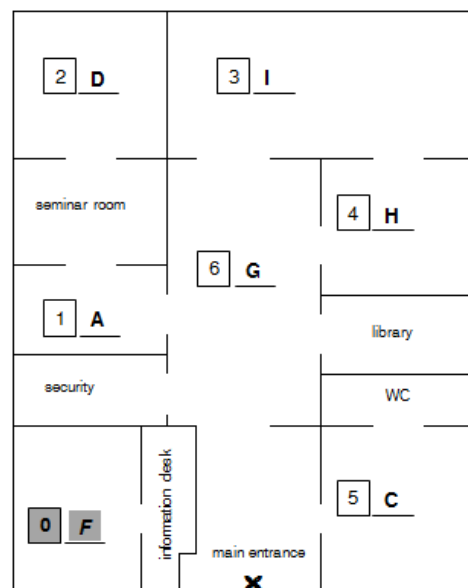 2 D
3 I
seminar room
4 H
6 G
1 A
library
security
WC
information desk
0 F
5 C
main entrance
X